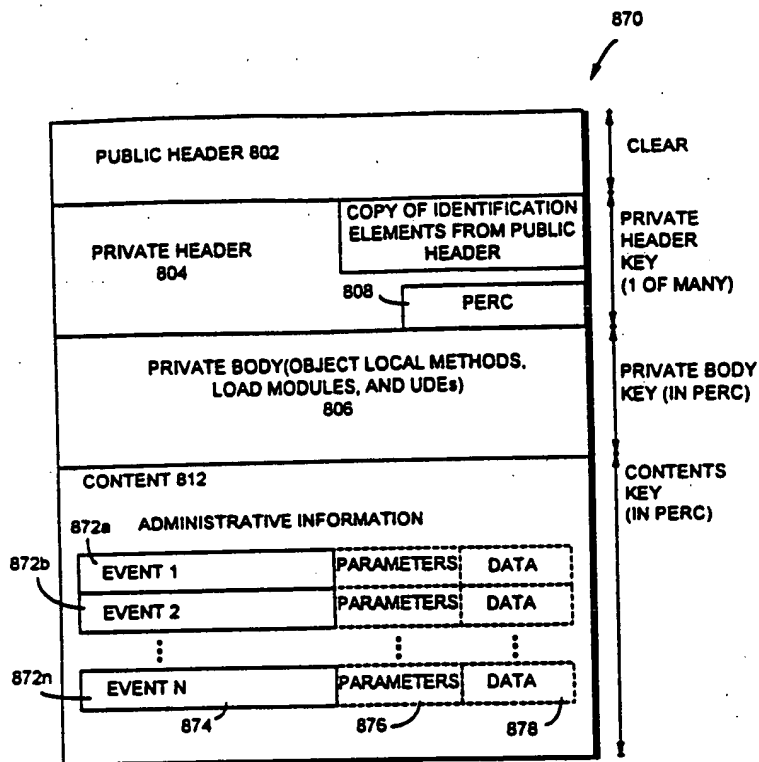 870
PUBLIC HEADER 802
CLEAR
PRIVATE HEADER
804
COPY OF IDENTIFICATION
ELEMENTS FROM PUBLIC
HEADER
808
PERC
PRIVATE
HEADER
KEY
(1 OF MANY)
PRIVATE BODY(OBJECT LOCAL METHODS,
LOAD MODULES, AND UDEs)
806
PRIVATE BODY
KEY (IN PERC)
CONTENT 812
CONTENTS
KEY
(IN PERC)
ADMINISTRATIVE INFORMATION
872a
EVENT 1 PARAMETERS DATA
872b
EVENT 2 PARAMETERS DATA
872n
EVENT N PARAMETERS DATA
874 876 878